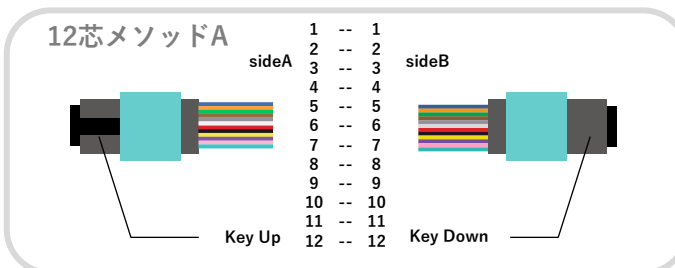 12芯メソッドA
sideA
sideB
1 -- 1
2 -- 2
3 -- 3
4 -- 4
5 -- 5
6 -- 6
7 -- 7
8 -- 8
9 -- 9
10 -- 10
11 -- 11
12 -- 12
Key Up
Key Down